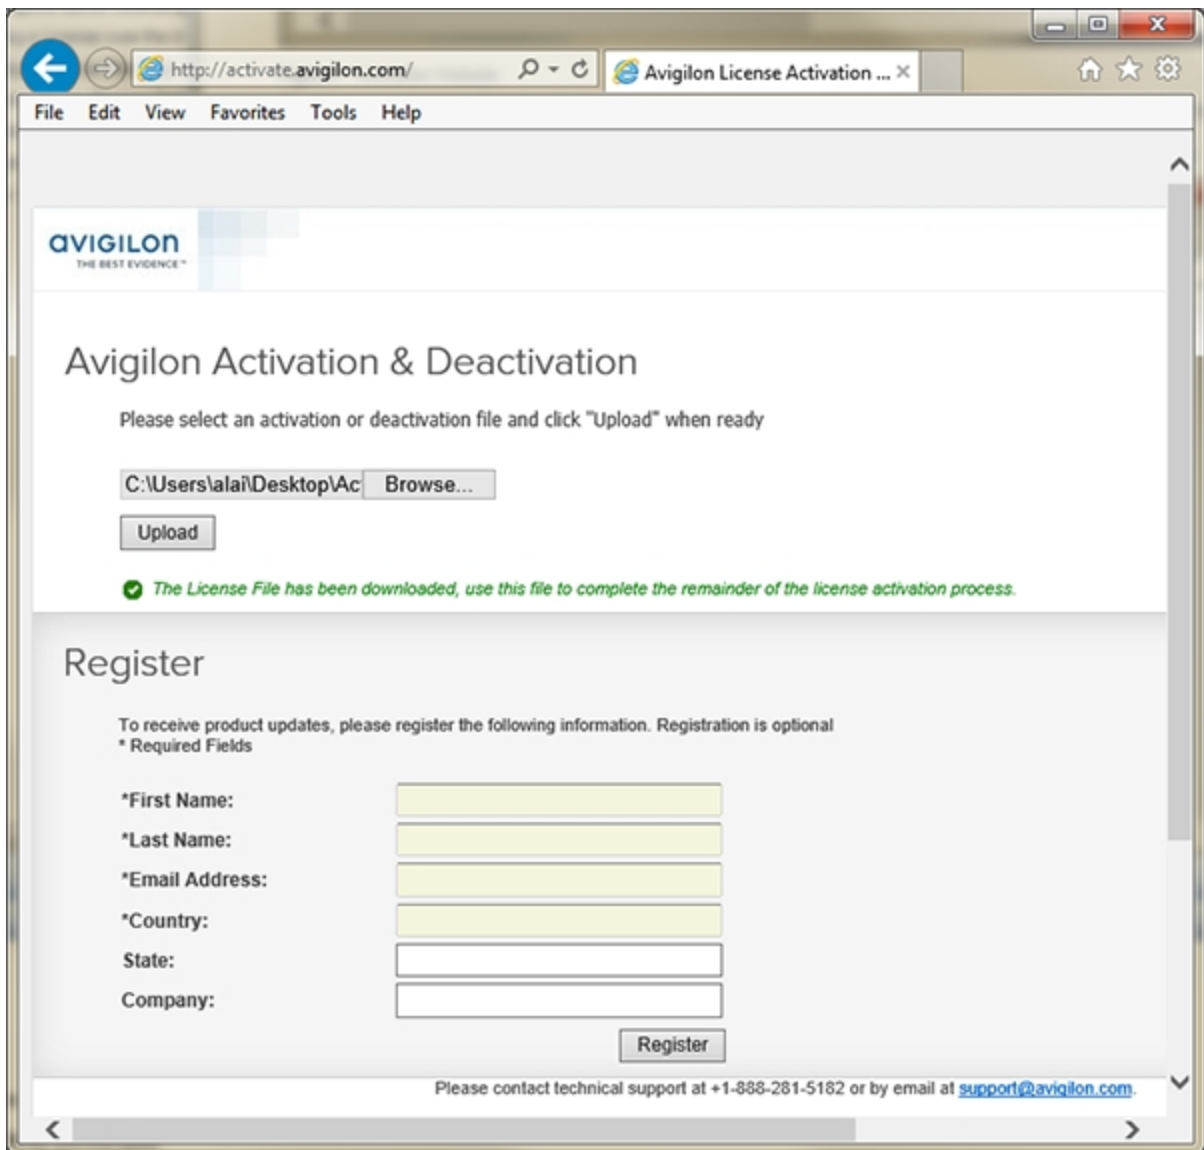 http://activate.avigilon.com/
Avigilon License Activation ...
File Edit View Favorites Tools Help
aVIGILon
THE BEST EVIDENCE™
Avigilon Activation & Deactivation
Please select an activation or deactivation file and click "Upload" when ready
C:\Users\alai\Desktop\Ac Browse...
Upload
The License File has been downloaded, use this file to complete the remainder of the license activation process.
Register
To receive product updates, please register the following information. Registration is optional
* Required Fields
*First Name:
*Last Name:
*Email Address:
*Country:
State:
Company:
Register
Please contact technical support at +1-888-281-5182 or by email at support@avigilon.com.